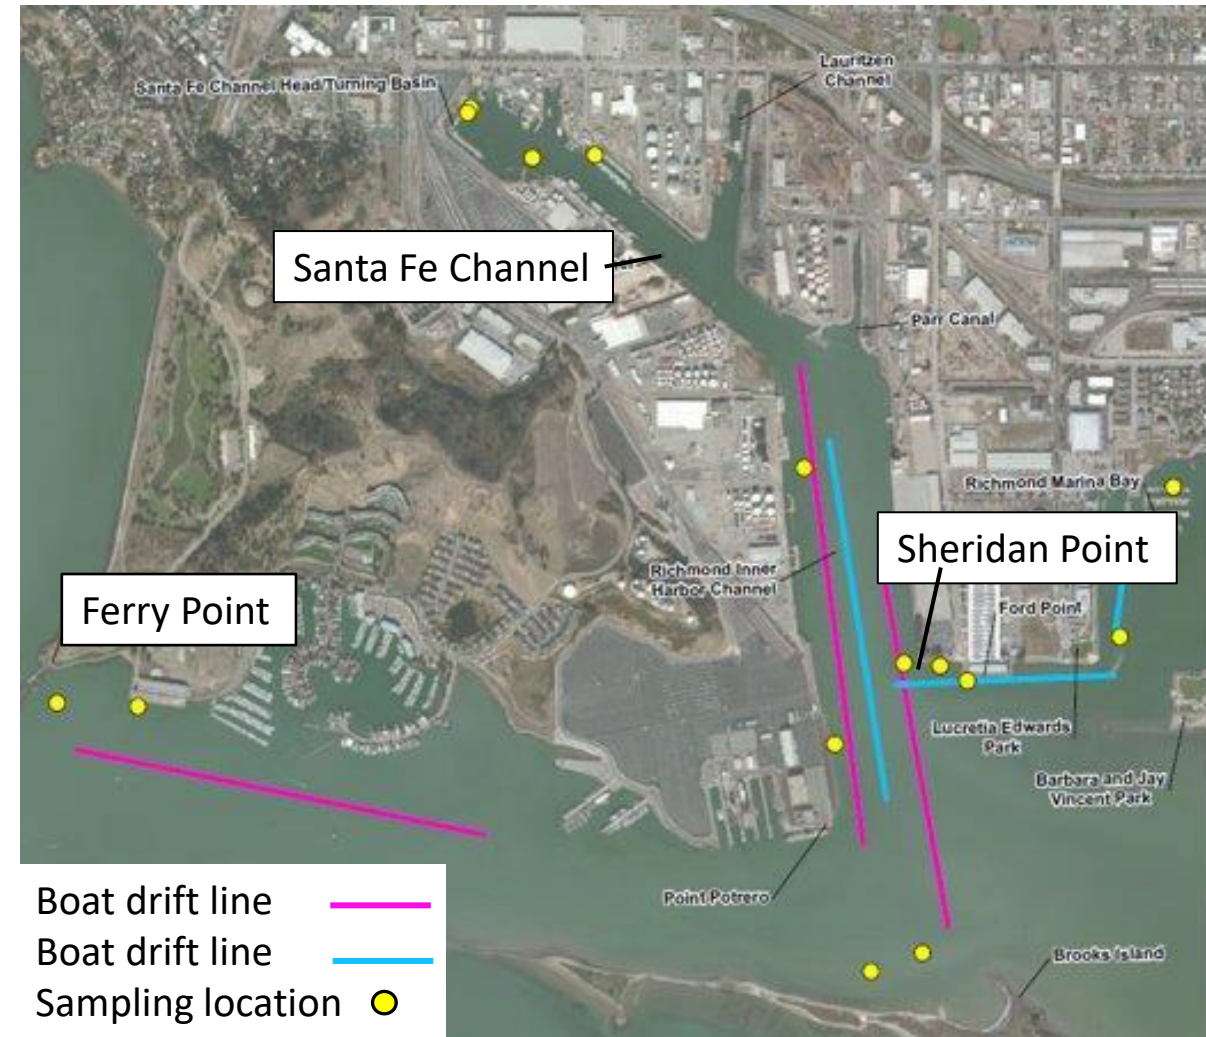 Lauritzen
Channel
Santa Fe Channel Head/Turning Basin
Santa Fe Channel
Parr Canal
Richmond Marina Bay
Sheridan Point
Richmond Inner
Harbor Channel
Ford Point
Ferry Point
Lucretia Edwards
Park
Barbara and Jay
Vincent Park
Point Potrero
Brooks Island
Boat drift line
Boat drift line
Sampling location